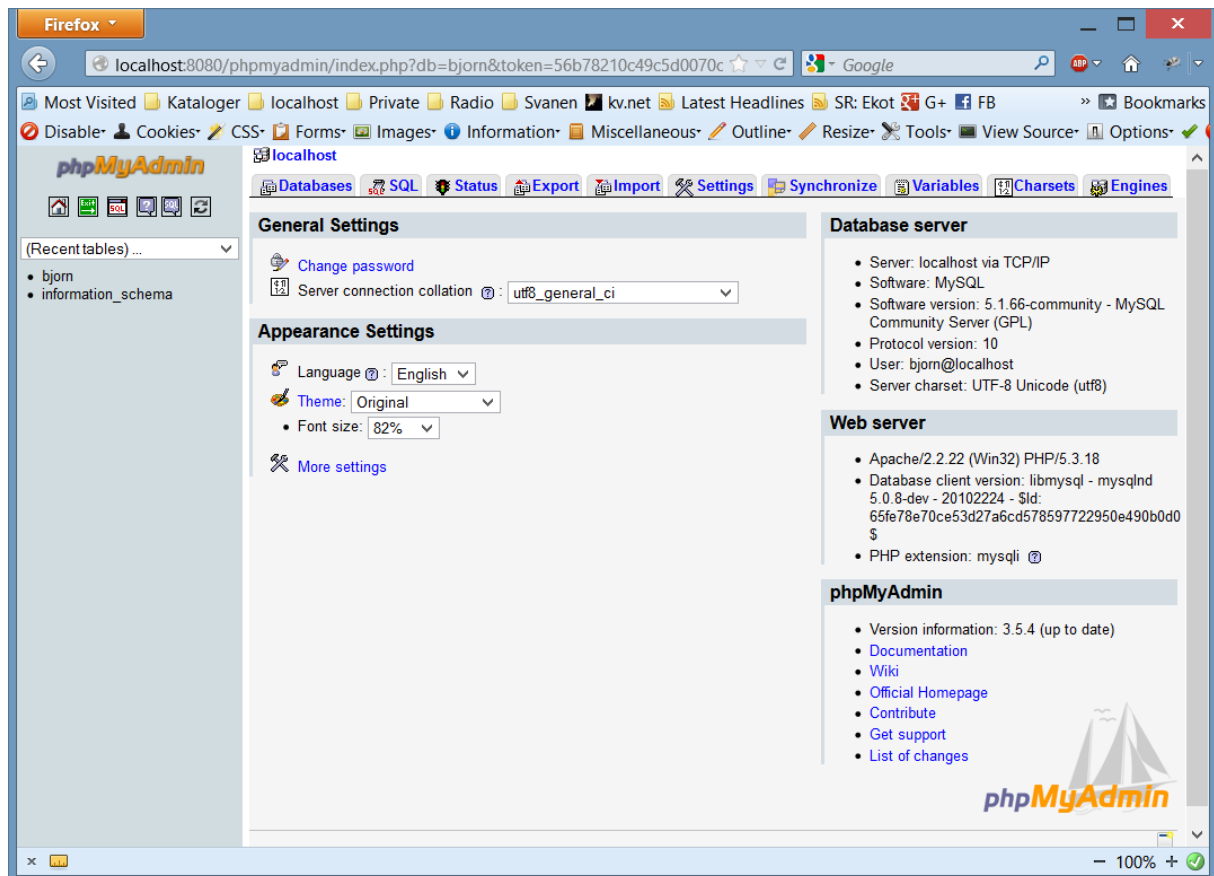 Firefox
localhost:8080/phpmyadmin/index.php?db=bjorn&token=56b78210c49c5d0070c
Google
ABP
Most Visited Kataloger localhost Private Radio Svanen kv.net Latest Headlines SR: Ekot G+ FB » Bookmarks
Disable Cookies CSS Forms Images Information Miscellaneous Outline Resize Tools View Source Options
phpMyAdmin
(Recent tables) ...
• bjorn
• information_schema
localhost
Databases SQL Status Export Import Settings Synchronize Variables Charsets Engines
General Settings
Change password
Server connection collation : utf8_general_ci
Appearance Settings
Language : English
Theme: Original
• Font size: 82%
More settings
Database server
• Server: localhost via TCP/IP
• Software: MySQL
• Software version: 5.1.66-community - MySQL
Community Server (GPL)
• Protocol version: 10
• User: bjorn@localhost
• Server charset: UTF-8 Unicode (utf8)
Web server
• Apache/2.2.22 (Win32) PHP/5.3.18
• Database client version: libmysql - mysqlnd
5.0.8-dev - 20102224 - $Id:
65fe78e70ce53d27a6cd578597722950e490b0d0
$
• PHP extension: mysqli
phpMyAdmin
• Version information: 3.5.4 (up to date)
• Documentation
• Wiki
• Official Homepage
• Contribute
• Get support
• List of changes
phpMyAdmin
× − 100% +